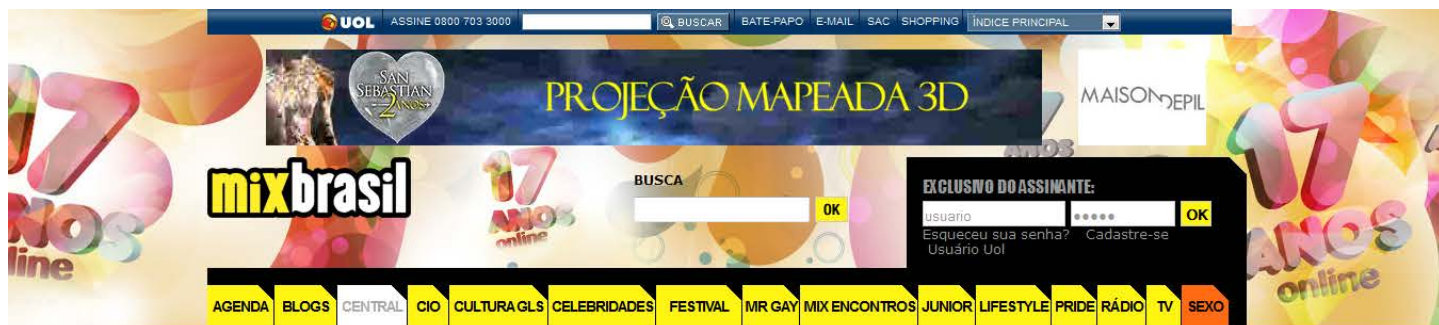 UOL ASSINE 0800 703 3000 BUSCAR BATE-PAPO E-MAIL SAC SHOPPING ÍNDICE PRINCIPAL
SAN
SEBASTIAN
2 ANOS
PROJEÇÃO MAPEADA 3D
MAISON DEPIL
17
ANOS
online
mixbrasil
17
ANOS
online
BUSCA
OK
EXCLUSIVO DO ASSINANTE:
usuario ••••• OK
Esqueceu sua senha? Cadastre-se
Usuário Uol
17
ANOS
17
ANOS
online
AGENDA BLOGS CENTRAL CIO CULTURA GLS CELEBRIDADES FESTIVAL MR GAY MIX ENCONTROS JUNIOR LIFESTYLE PRIDE RÁDIO TV SEXO